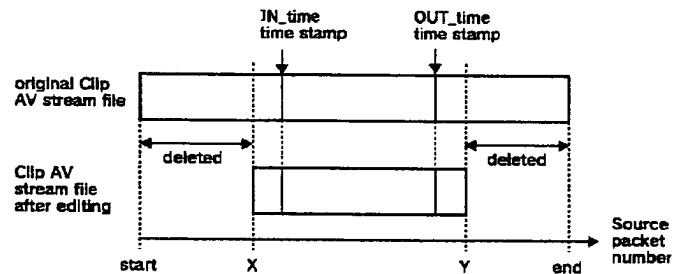 IN_time
time stamp
OUT_time
time stamp
original Clip
AV stream file
deleted
deleted
Clip AV
stream file
after editing
Source
packet
number
start
X
Y
end